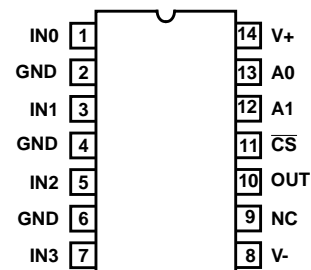 IN0 1 14 V+
GND 2 13 A0
IN1 3 12 A1
GND 4 11 C̅S̅
IN2 5 10 OUT
GND 6 9 NC
IN3 7 8 V-